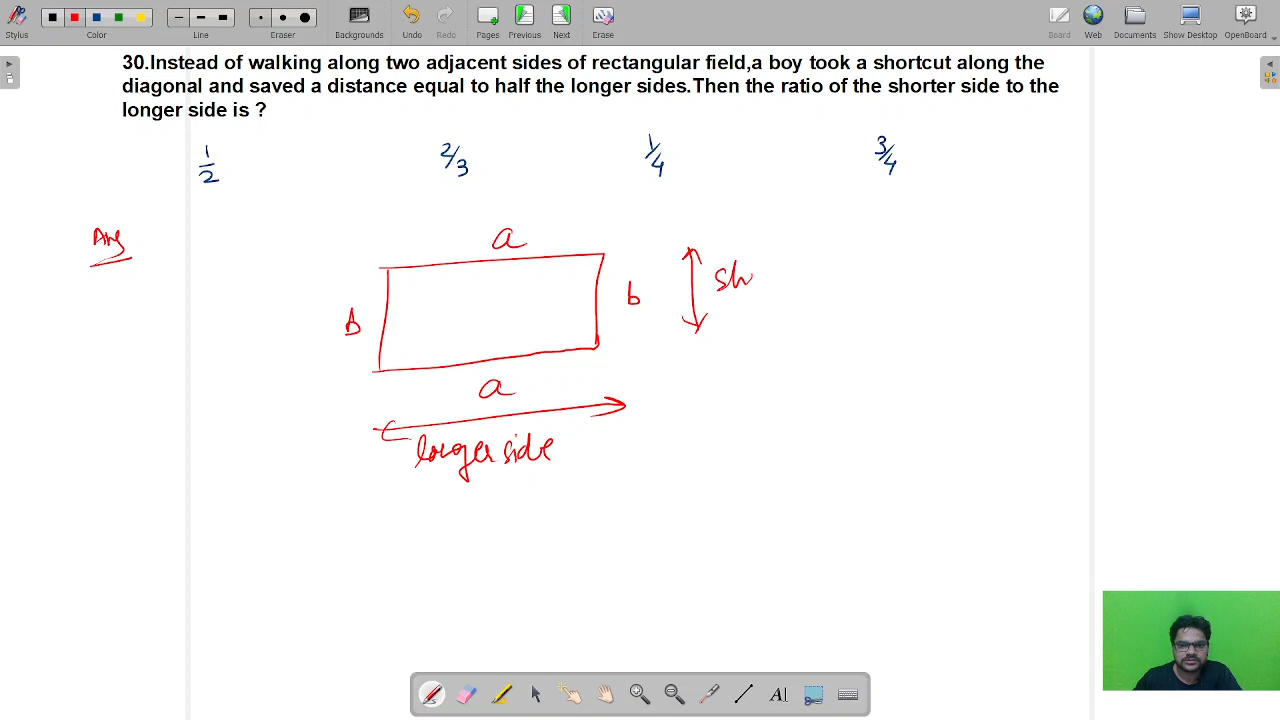 Stylus
Color
Line
Eraser
Backgrounds
Undo
Redo
Pages
Previous
Next
Erase
Board
Web
Documents
Show Desktop
OpenBoard
30.Instead of walking along two adjacent sides of rectangular field,a boy took a shortcut along the
diagonal and saved a distance equal to half the longer sides.Then the ratio of the shorter side to the
longer side is ?
1/2 2/3 1/4 3/4
Ans
a
b b sh
a
longer side
AI